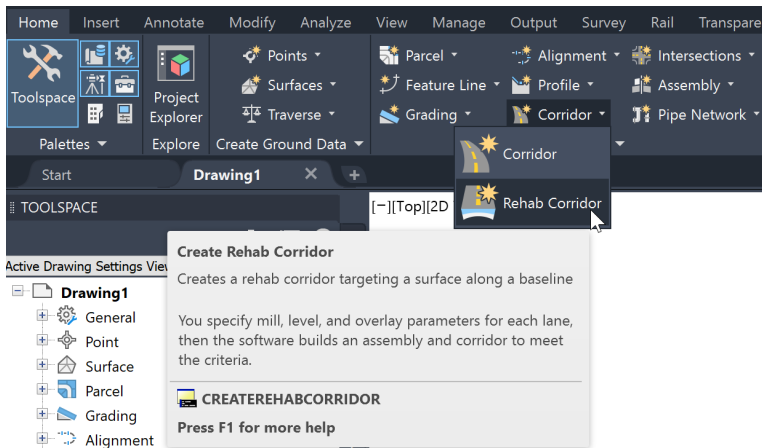 Home Insert Annotate Modify Analyze View Manage Output Survey Rail Transpare
Toolspace
Project
Explorer
Points
Surfaces
Traverse
Parcel
Feature Line
Grading
Alignment
Profile
Corridor
Intersections
Assembly
Pipe Network
Palettes Explore Create Ground Data
Corridor
Rehab Corridor
Start Drawing1
TOOLSPACE
[−][Top][2D
Active Drawing Settings View
Create Rehab Corridor
Creates a rehab corridor targeting a surface along a baseline
You specify mill, level, and overlay parameters for each lane,
then the software builds an assembly and corridor to meet
the criteria.
CREATEREHABCORRIDOR
Press F1 for more help
Drawing1
General
Point
Surface
Parcel
Grading
Alignment